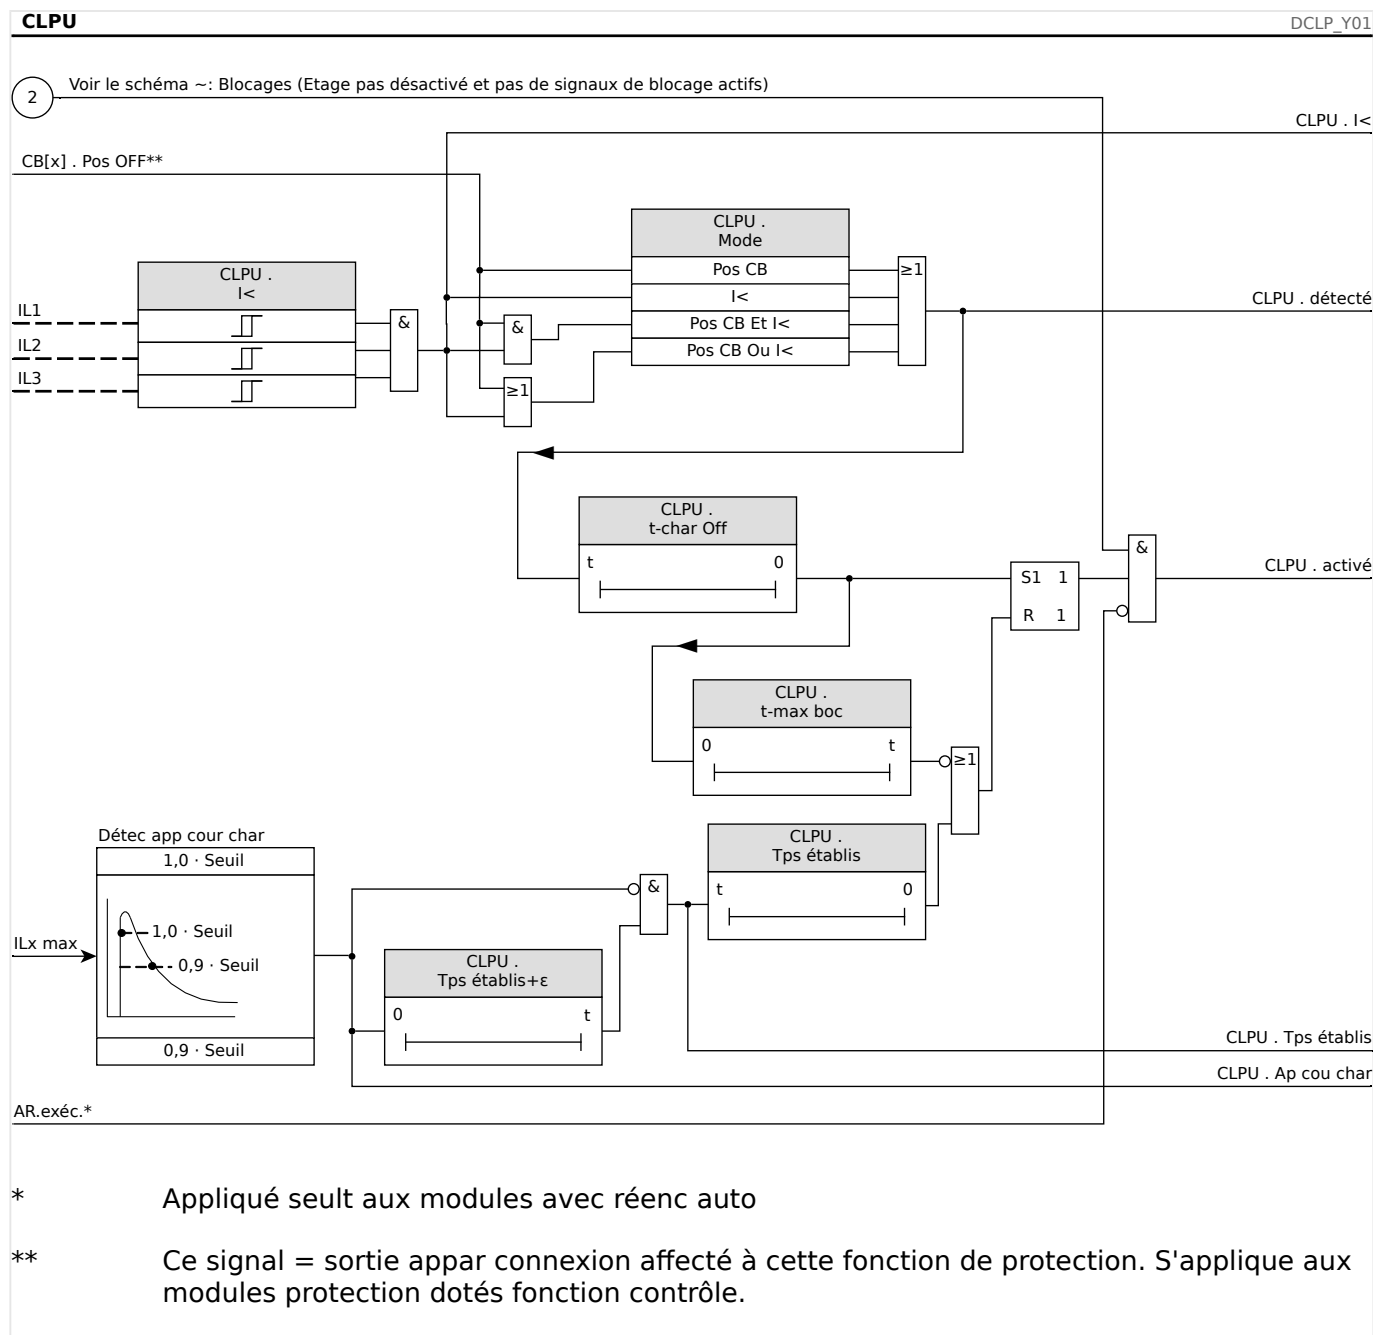 CLPU
DCLP_Y01
2
Voir le schéma ~: Blocages (Etage pas désactivé et pas de signaux de blocage actifs)
CLPU . I<
CB[x] . Pos OFF**
CLPU .
Mode
Pos CB
I<
Pos CB Et I<
Pos CB Ou I<
≥1
CLPU .
I<
IL1
IL2
IL3
&
&
≥1
CLPU . détecté
CLPU .
t-char Off
t 0
S1 1
R 1
&
CLPU . activé
CLPU .
t-max boc
0 t
≥1
CLPU .
Tps établis
t 0
Détec app cour char
1,0 · Seuil
1,0 · Seuil
0,9 · Seuil
0,9 · Seuil
ILx max
&
CLPU .
Tps établis+ε
0 t
CLPU . Tps établis
CLPU . Ap cou char
AR.exéc.*
* Appliqué seult aux modules avec réenc auto
** Ce signal = sortie appar connexion affecté à cette fonction de protection. S'applique aux
modules protection dotés fonction contrôle.